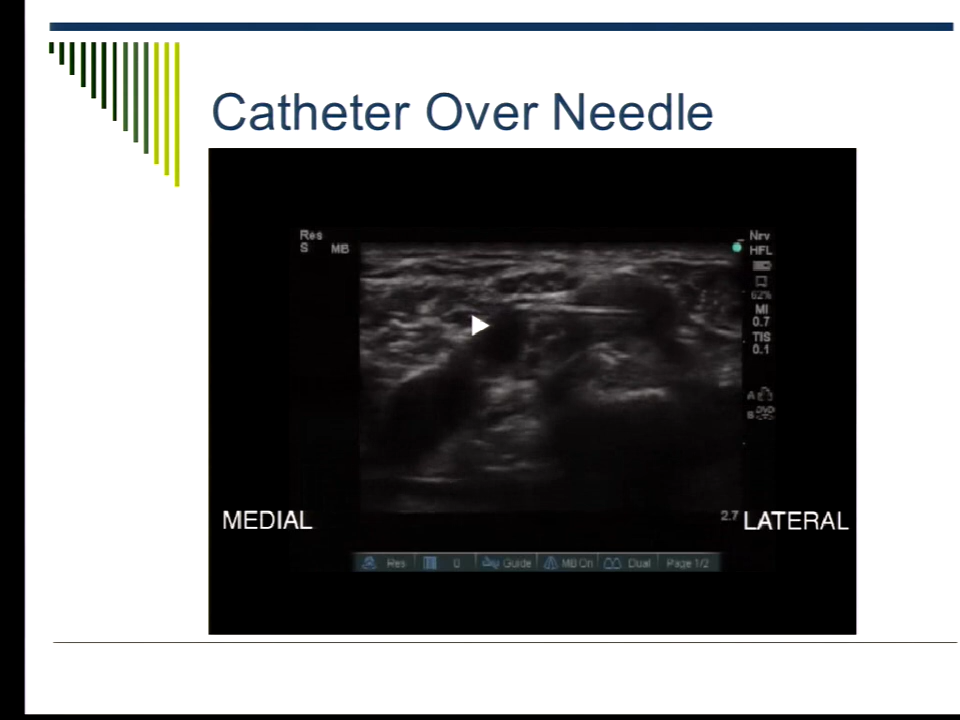 Catheter Over Needle
Res
S MB
Nrv
HFL
62%
MI
0.7
TIS
0.1
A
B
MEDIAL
2.7 LATERAL
Res 0 Guide MB On Dual Page 1/2